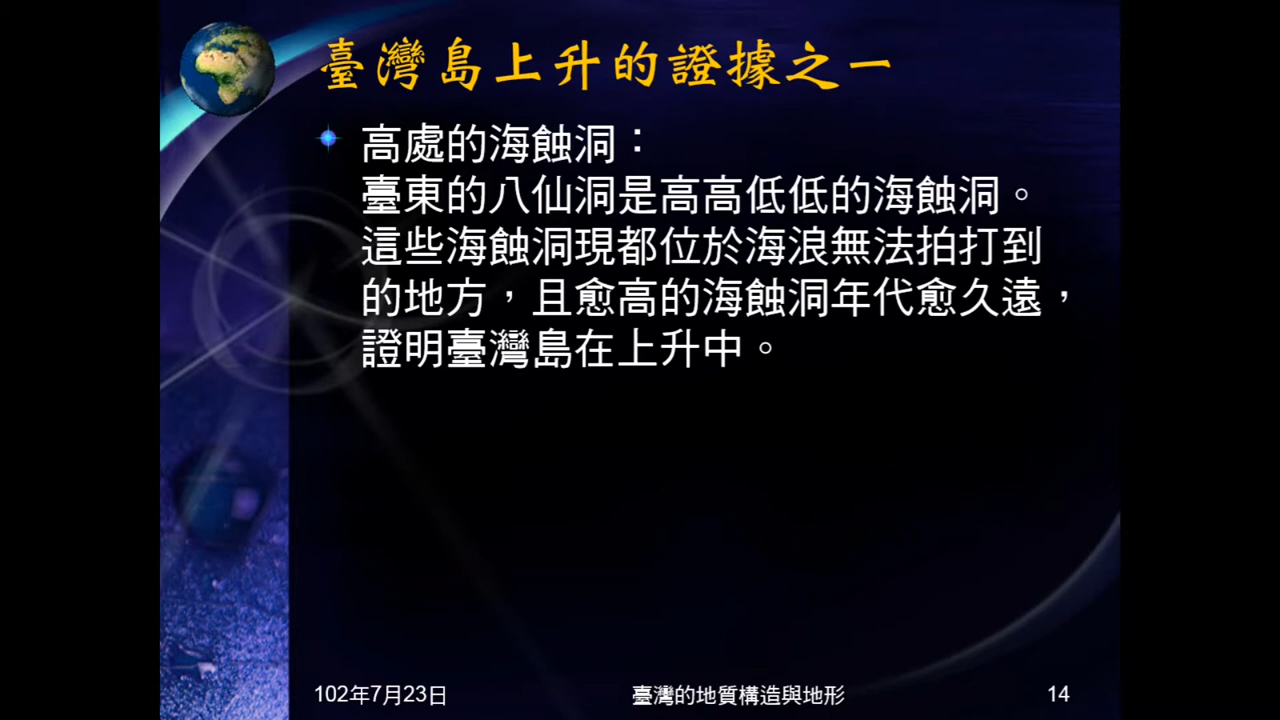 臺灣島上升的證據之一
高處的海蝕洞：
臺東的八仙洞是高高低低的海蝕洞。
這些海蝕洞現都位於海浪無法拍打到
的地方，且愈高的海蝕洞年代愈久遠，
證明臺灣島在上升中。
102年7月23日
臺灣的地質構造與地形
14